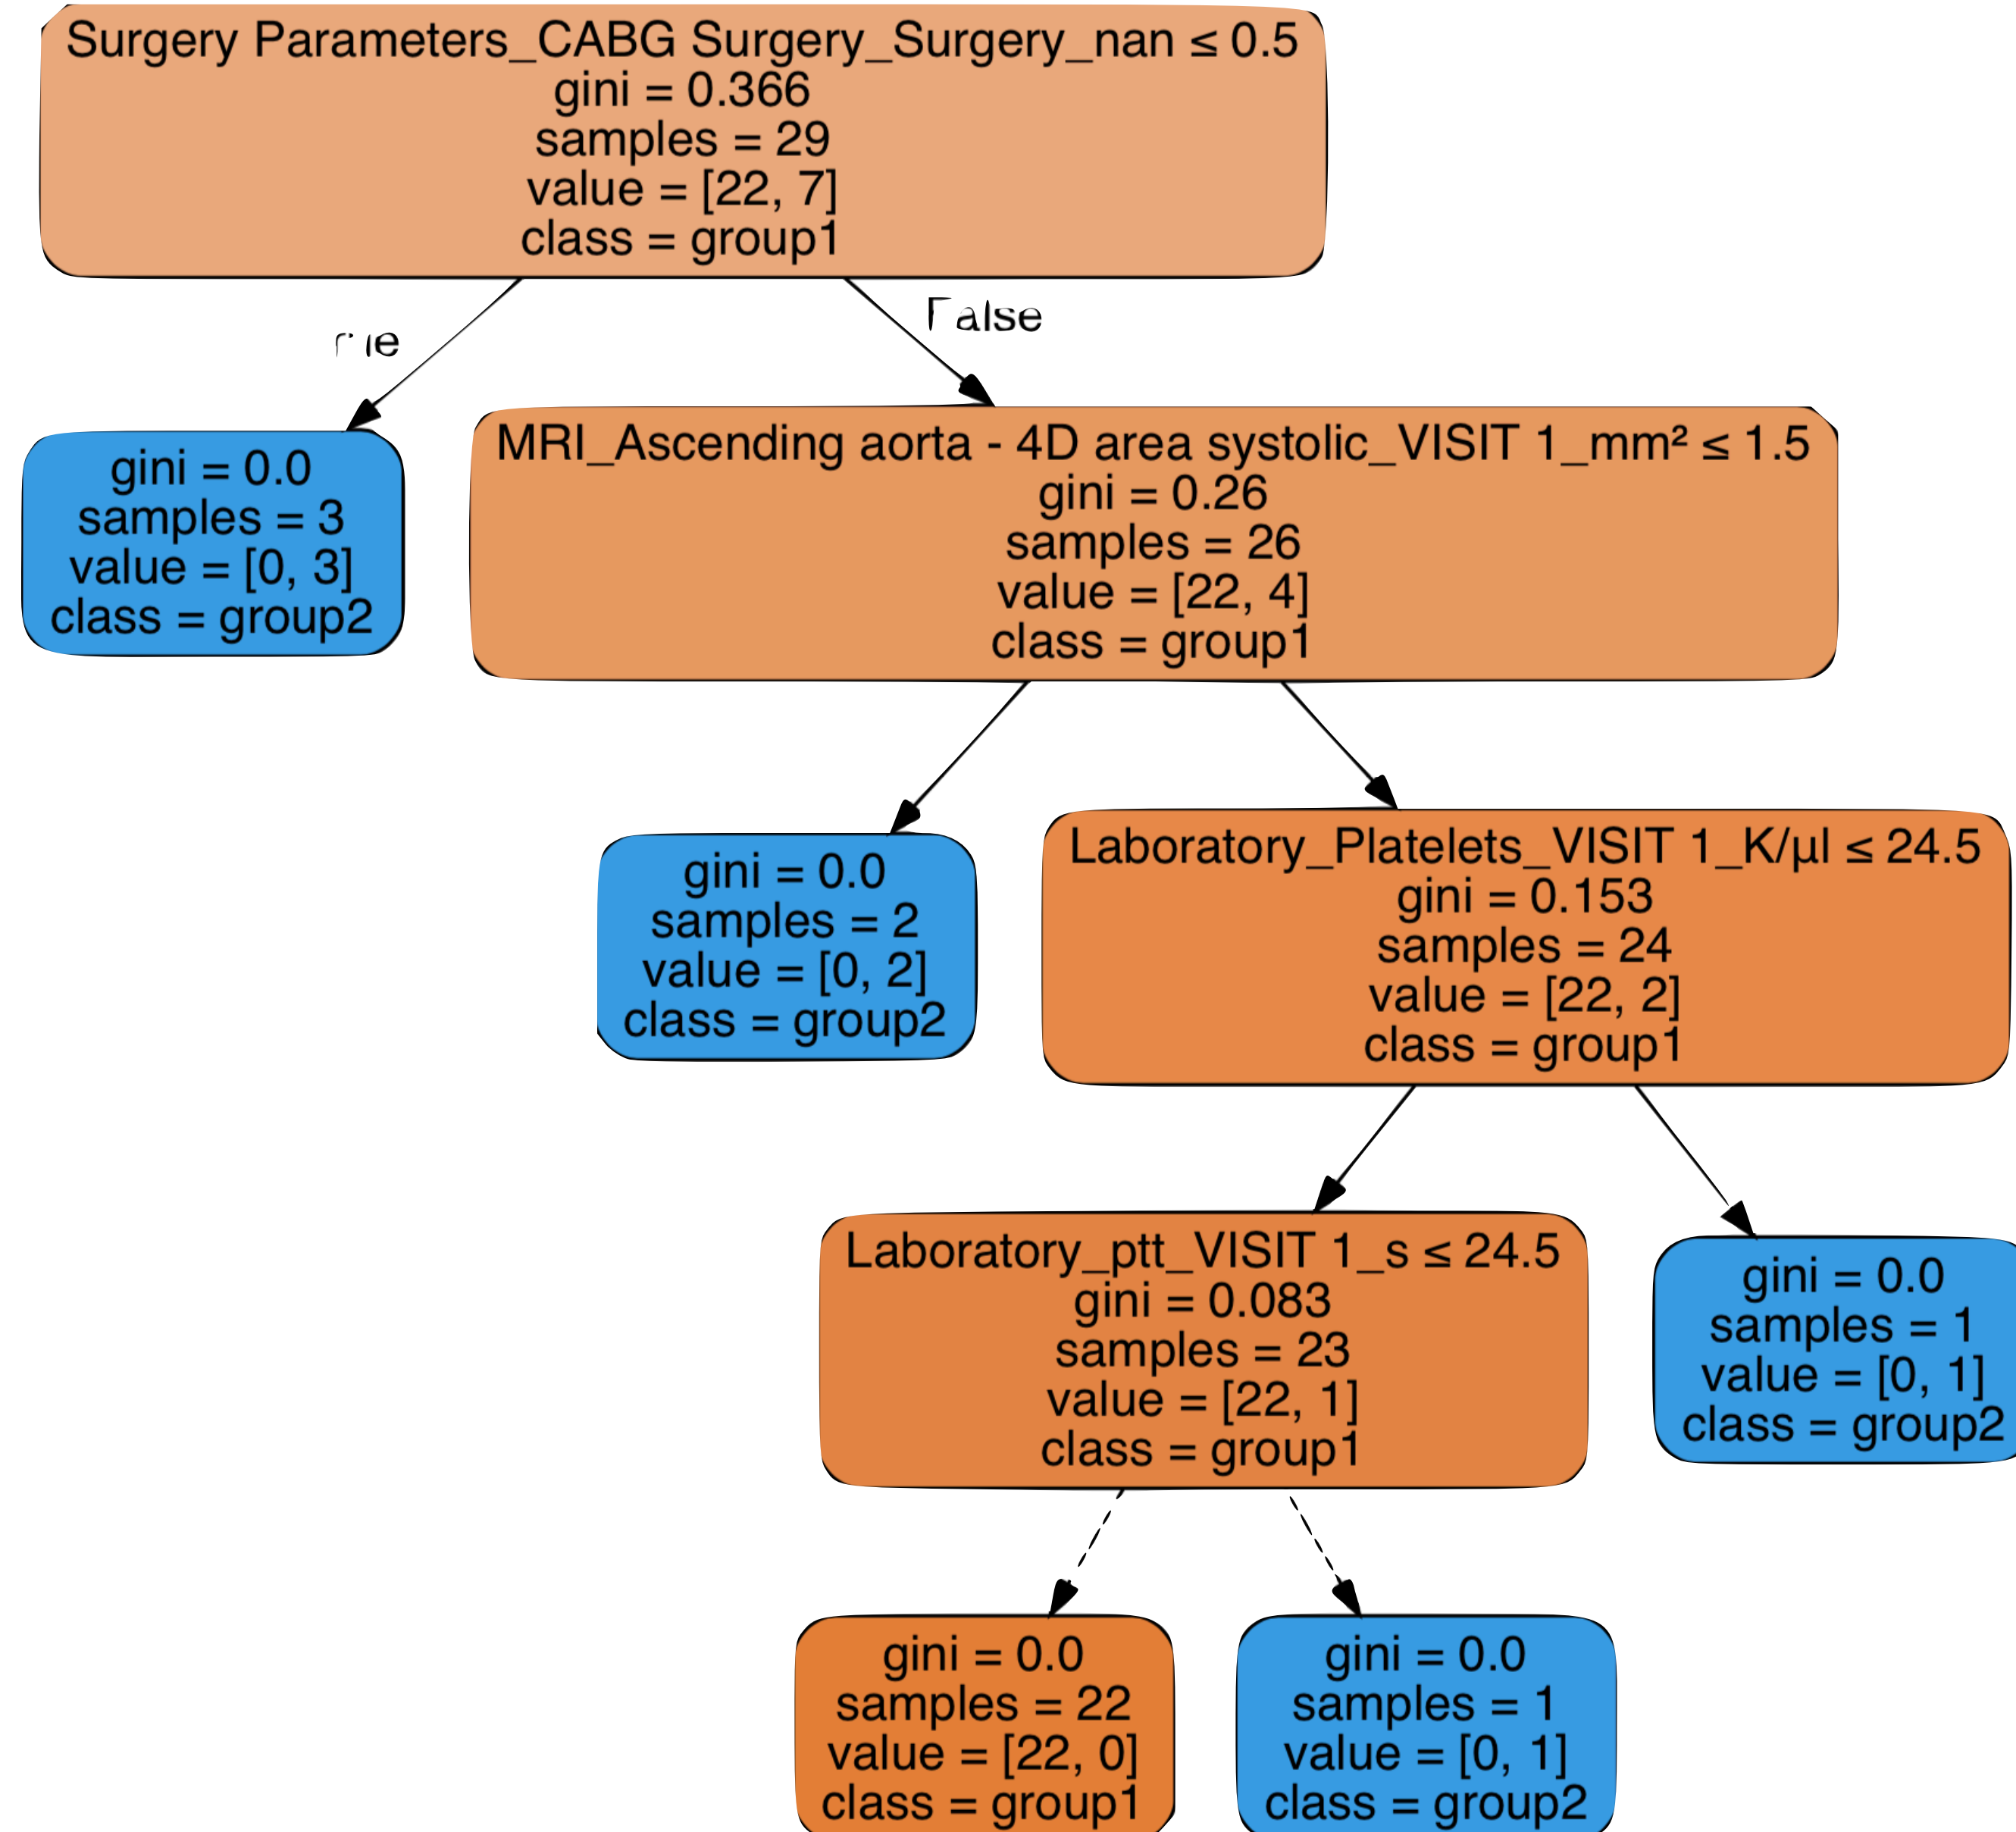 Surgery Parameters_CABG Surgery_Surgery_nan ≤ 0.5
gini = 0.366
samples = 29
value = [22, 7]
class = group1
False
gini = 0.0
samples = 3
value = [0, 3]
class = group2
MRI_Ascending aorta - 4D area systolic_VISIT 1_mm² ≤ 1.5
gini = 0.26
samples = 26
value = [22, 4]
class = group1
gini = 0.0
samples = 2
value = [0, 2]
class = group2
Laboratory_Platelets_VISIT 1_K/µl ≤ 24.5
gini = 0.153
samples = 24
value = [22, 2]
class = group1
Laboratory_ptt_VISIT 1_s ≤ 24.5
gini = 0.083
samples = 23
value = [22, 1]
class = group1
gini = 0.0
samples = 1
value = [0, 1]
class = group2
gini = 0.0
samples = 22
value = [22, 0]
class = group1
gini = 0.0
samples = 1
value = [0, 1]
class = group2